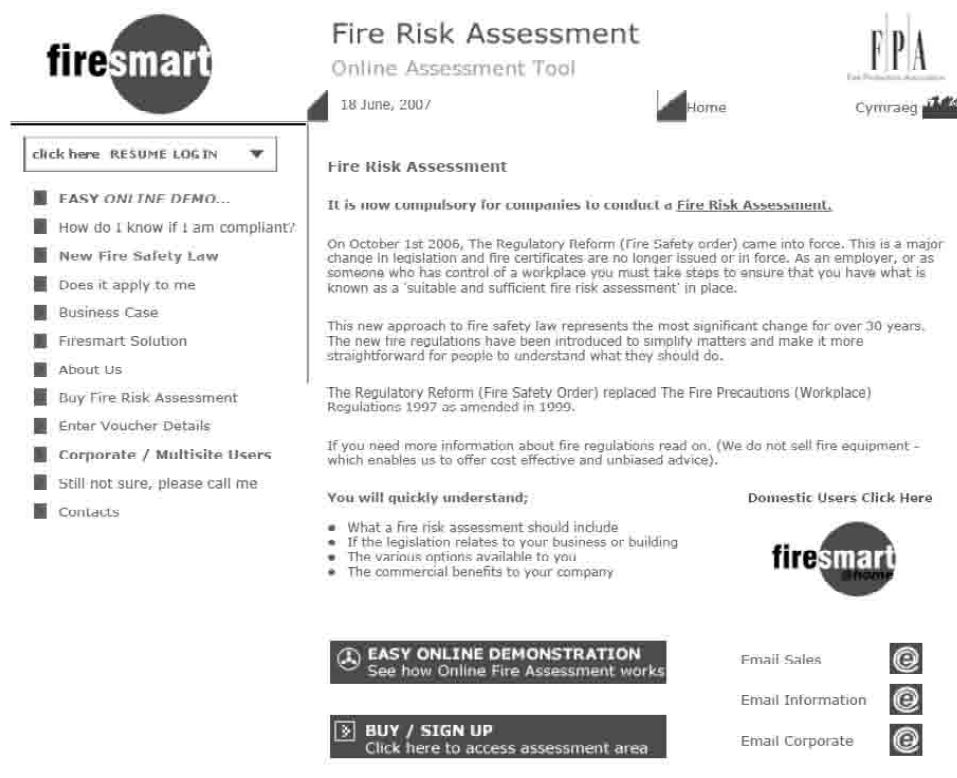 firesmart
Fire Risk Assessment
Online Assessment Tool
FPA
Fire Protection Association
18 June, 2007
Home
Cymraeg
click here RESUME LOGIN
EASY ONLINE DEMO...
How do I know if I am compliant?
New Fire Safety Law
Does it apply to me
Business Case
Firesmart Solution
About Us
Buy Fire Risk Assessment
Enter Voucher Details
Corporate / Multisite Users
Still not sure, please call me
Contacts
Fire Risk Assessment
It is now compulsory for companies to conduct a Fire Risk Assessment.
On October 1st 2006, The Regulatory Reform (Fire Safety order) came into force. This is a major
change in legislation and fire certificates are no longer issued or in force. As an employer, or as
someone who has control of a workplace you must take steps to ensure that you have what is
known as a 'suitable and sufficient fire risk assessment' in place.
This new approach to fire safety law represents the most significant change for over 30 years.
The new fire regulations have been introduced to simplify matters and make it more
straightforward for people to understand what they should do.
The Regulatory Reform (Fire Safety Order) replaced The Fire Precautions (Workplace)
Regulations 1997 as amended in 1999.
If you need more information about fire regulations read on. (We do not sell fire equipment -
which enables us to offer cost effective and unbiased advice).
You will quickly understand;
What a fire risk assessment should include
If the legislation relates to your business or building
The various options available to you
The commercial benefits to your company
Domestic Users Click Here
firesmart
@home
EASY ONLINE DEMONSTRATION
See how Online Fire Assessment works
BUY / SIGN UP
Click here to access assessment area
Email Sales @
Email Information @
Email Corporate @